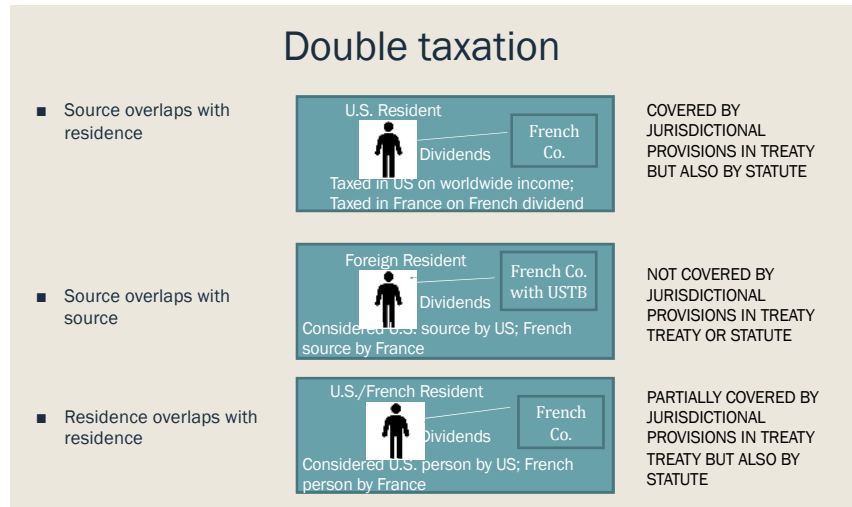 Double taxation
■ Source overlaps with
residence
U.S. Resident
French
Co.
Dividends
Taxed in US on worldwide income;
Taxed in France on French dividend
COVERED BY
JURISDICTIONAL
PROVISIONS IN TREATY
BUT ALSO BY STATUTE
■ Source overlaps with
source
Foreign Resident
French Co.
with USTB
Dividends
Considered U.S. source by US; French
source by France
NOT COVERED BY
JURISDICTIONAL
PROVISIONS IN TREATY
TREATY OR STATUTE
■ Residence overlaps with
residence
U.S./French Resident
French
Co.
Dividends
Considered U.S. person by US; French
person by France
PARTIALLY COVERED BY
JURISDICTIONAL
PROVISIONS IN TREATY
TREATY BUT ALSO BY
STATUTE